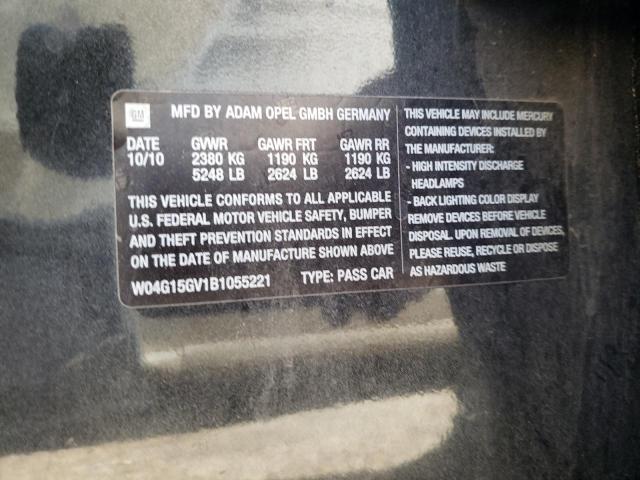 GM
MFD BY ADAM OPEL GMBH GERMANY
DATE GVWR GAWR FRT GAWR RR
10/10 2380 KG 1190 KG 1190 KG
5248 LB 2624 LB 2624 LB
THIS VEHICLE CONFORMS TO ALL APPLICABLE
U.S. FEDERAL MOTOR VEHICLE SAFETY, BUMPER
AND THEFT PREVENTION STANDARDS IN EFFECT
ON THE DATE OF MANUFACTURE SHOWN ABOVE
W04G15GV1B1055221 TYPE: PASS CAR
THIS VEHICLE MAY INCLUDE MERCURY
CONTAINING DEVICES INSTALLED BY
THE MANUFACTURER:
- HIGH INTENSITY DISCHARGE
HEADLAMPS
- BACK LIGHTING COLOR DISPLAY
REMOVE DEVICES BEFORE VEHICLE
DISPOSAL. UPON REMOVAL OF DEVICES,
PLEASE REUSE, RECYCLE OR DISPOSE
AS HAZARDOUS WASTE